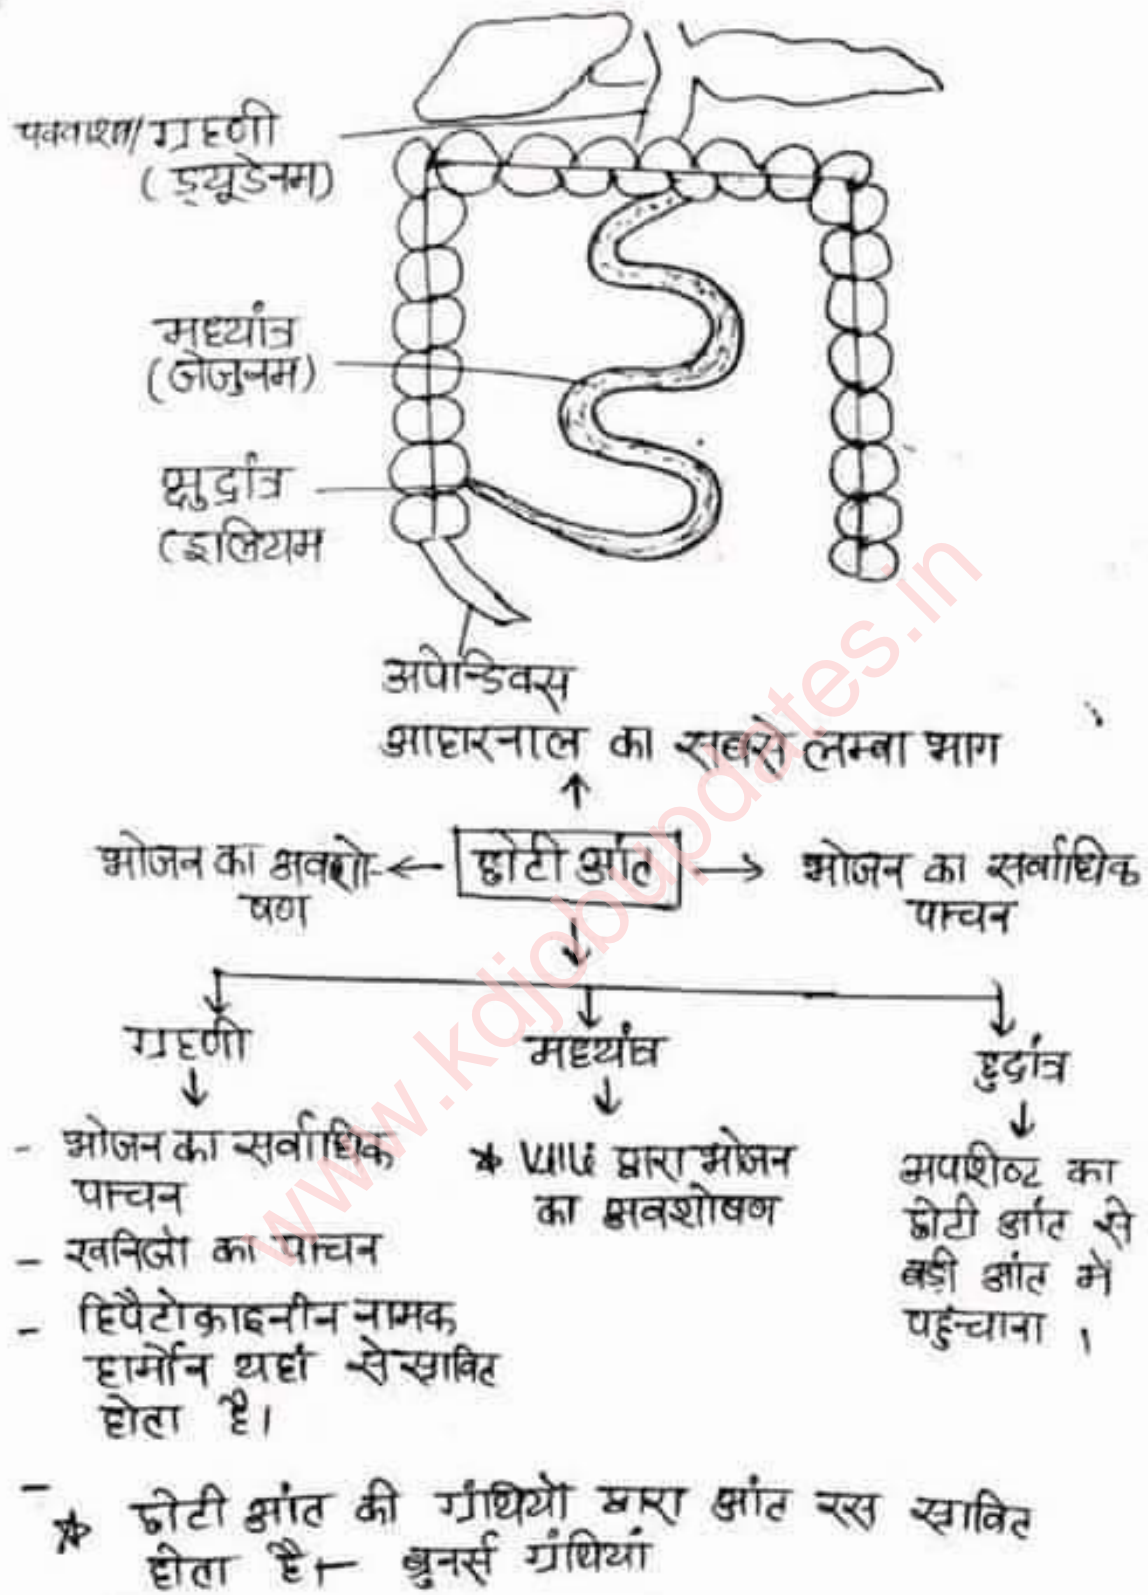 पक्वाशय/ग्रहणी
(ड्यूडेनम)
मध्यांत्र
(जेजुनम)
क्षुद्रांत्र
(इलियम
अपेन्डिक्स
आहारनाल का सबसे लम्बा भाग
भोजन का अवशो- ← छोटी आंत → भोजन का सर्वाधिक
षण पाचन
ग्रहणी मध्यांत्र क्षुद्रांत्र
- भोजन का सर्वाधिक
पाचन
- खनिजो का पाचन
- हिपैटोक्राइनीन नामक
हार्मोन यहां से स्रावित
होता है।
* Villi द्वारा भोजन
का अवशोषण
अपशिष्ट का
छोटी आंत से
बड़ी आंत में
पहुंचाना ।
-
* छोटी आंत की ग्रंथियो द्वारा आंत रस स्रावित
होता है।- ब्रुनर्स ग्रंथियां
www.kdjobupdates.in